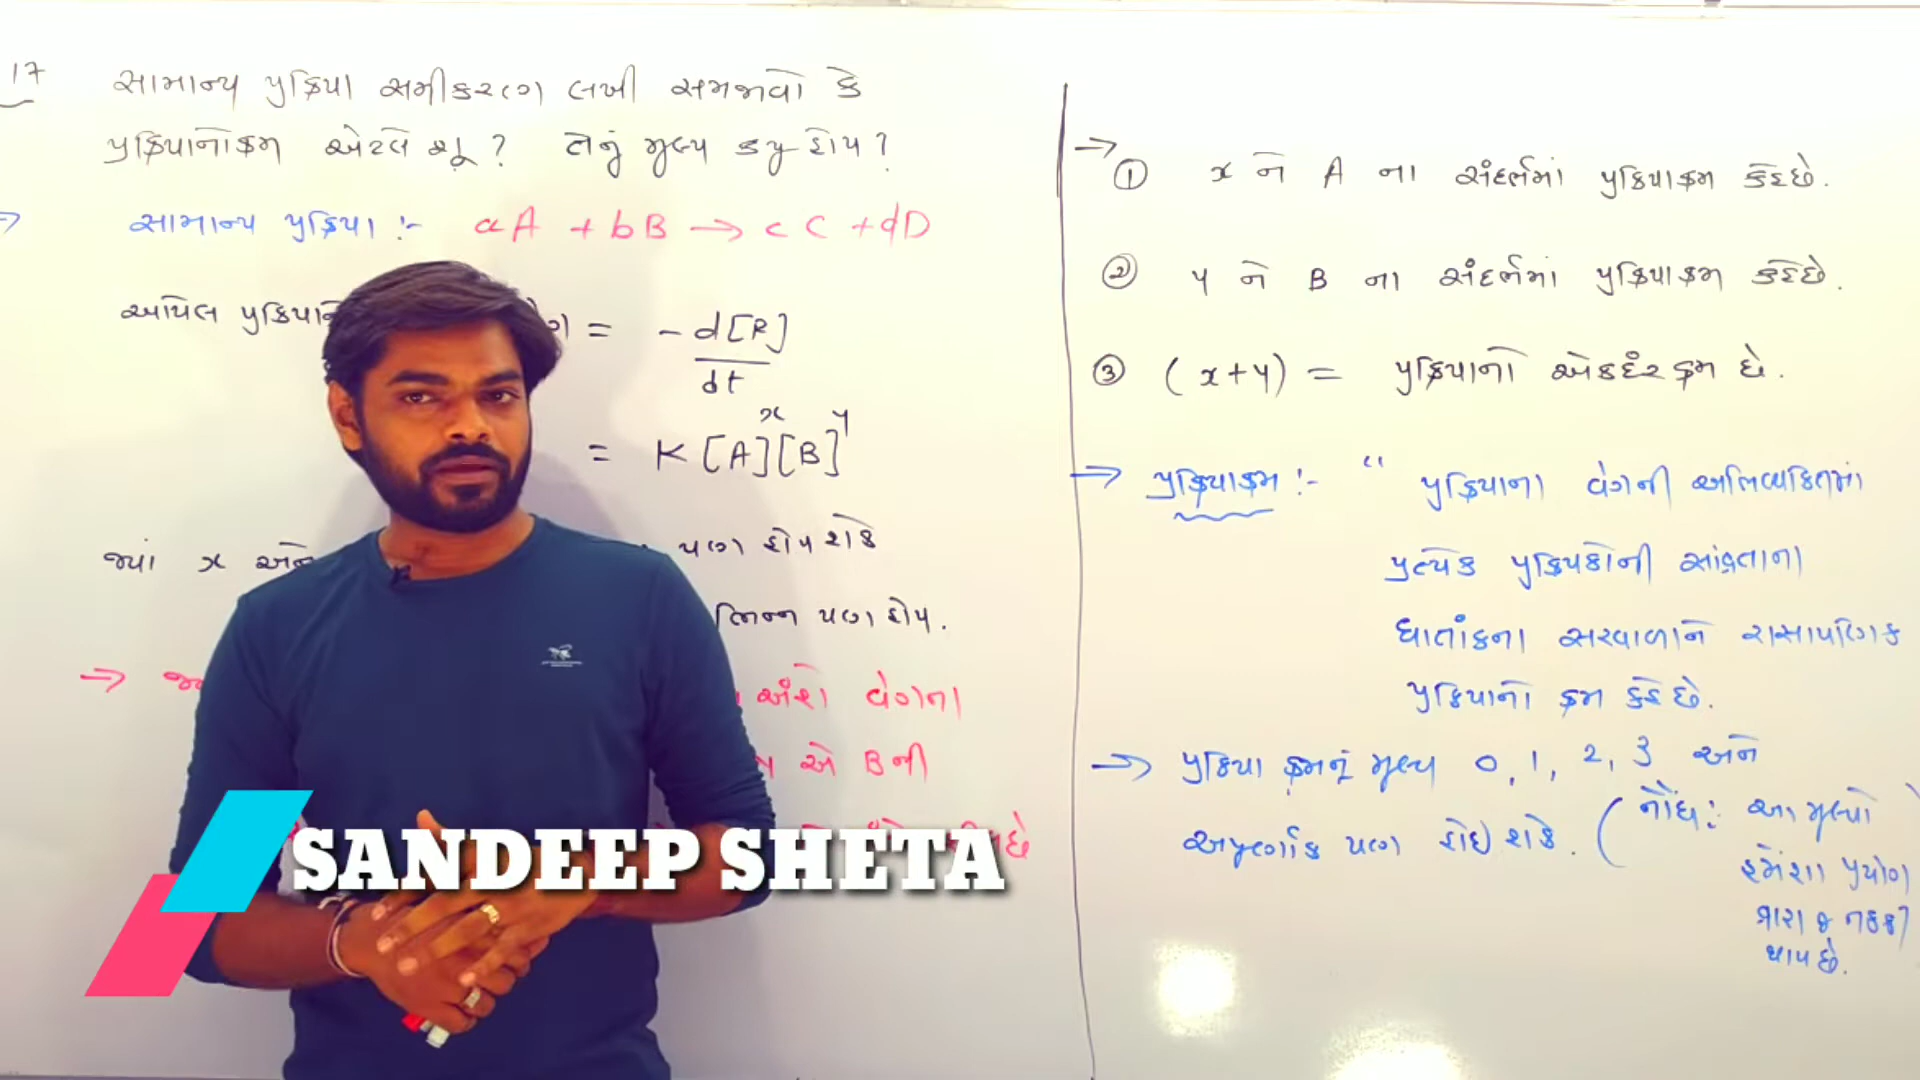 17 સામાન્ય પ્રક્રિયા સમીકરણ લખી સમજાવો કે
પ્રક્રિયાનોક્રમ એટલે શું? તેનું મૂલ્ય કયુ હોય?
સામાન્ય પ્રક્રિયા :- aA + bB → cC + dD
આપેલ પ્રક્રિયાને = - d[R]
dt
= K [A]x [B]y
જ્યાં x અને પણ હોય શકે
ભિન્ન પણ હોય.
→ અંશે વેગના
એ Bની
SANDEEP SHETA
→ ① x ને A ના સંદર્ભમાં પ્રક્રિયાક્રમ કહેછે.
② y ને B ના સંદર્ભમાં પ્રક્રિયાક્રમ કહેછે.
③ (x+y) = પ્રક્રિયાનો એકંદર ક્રમ છે.
→ પ્રક્રિયાક્રમ :- “ પ્રક્રિયાના વેગની અભિવ્યકિતમાં
પ્રત્યેક પ્રક્રિયકોની સાંદ્રતાના
ઘાતાંકના સરવાળાને રાસાયણિક
પ્રક્રિયાનો ક્રમ કહે છે.
→ પ્રક્રિયા ક્રમનું મૂલ્ય 0, 1, 2, 3 અને
અપૂર્ણાંક પણ હોઇ શકે. (નોંધ: આ મૂલ્યો
હંમેંશા પ્રયોગ
દ્વારા જ નક્કી
થાય છે.